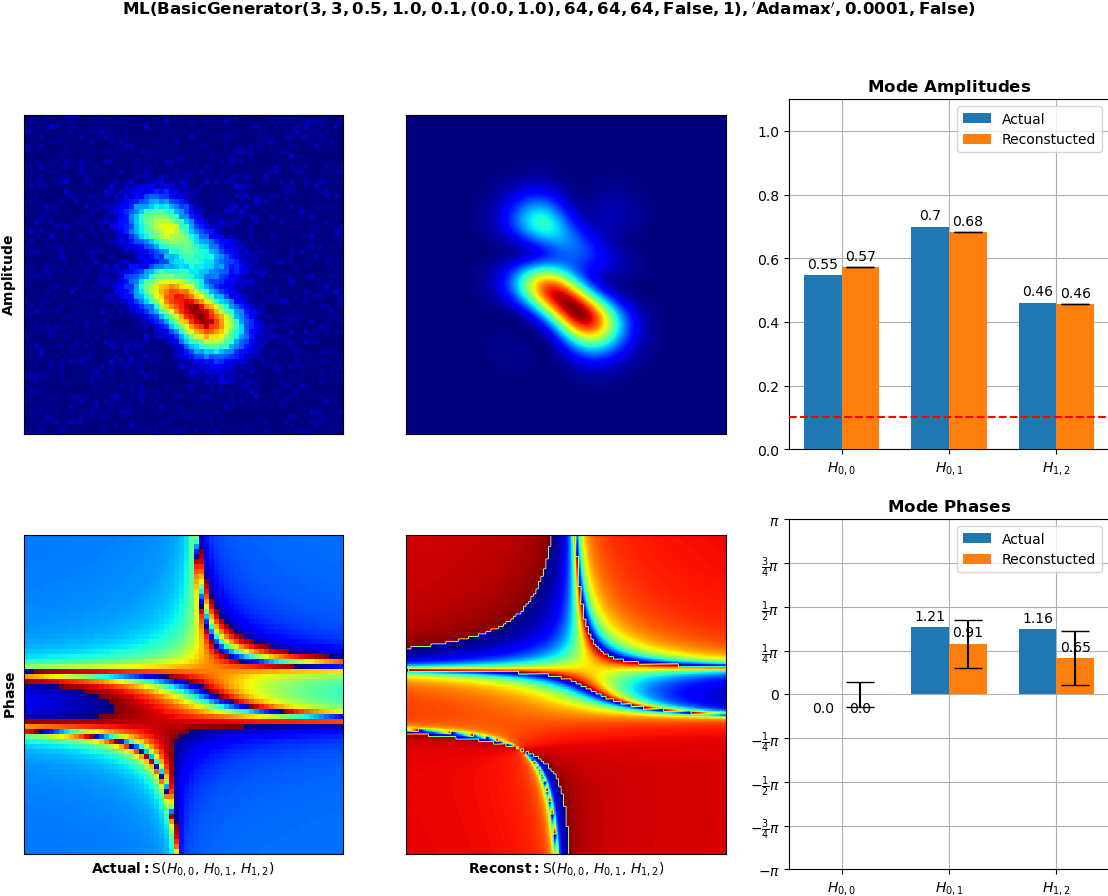 ML(BasicGenerator(3, 3, 0.5, 1.0, 0.1, (0.0, 1.0), 64, 64, 64, False, 1), ′Adamax′, 0.0001, False)
Amplitude
Mode Amplitudes
Actual
Reconstucted
1.0
0.8
0.6
0.4
0.2
0.0
0.55
0.57
0.7
0.68
0.46
0.46
H0,0
H0,1
H1,2
Phase
Actual: S(H0,0, H0,1, H1,2)
Reconst: S(H0,0, H0,1, H1,2)
Mode Phases
Actual
Reconstucted
π
3/4π
1/2π
1/4π
0
−1/4π
−1/2π
−3/4π
−π
0.0
0.0
1.21
0.91
1.16
0.65
H0,0
H0,1
H1,2